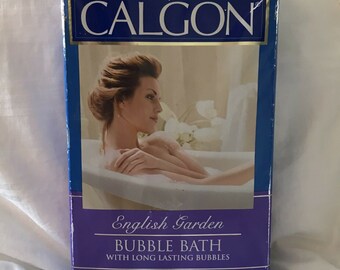 CALGON
English Garden
BUBBLE BATH
WITH LONG LASTING BUBBLES